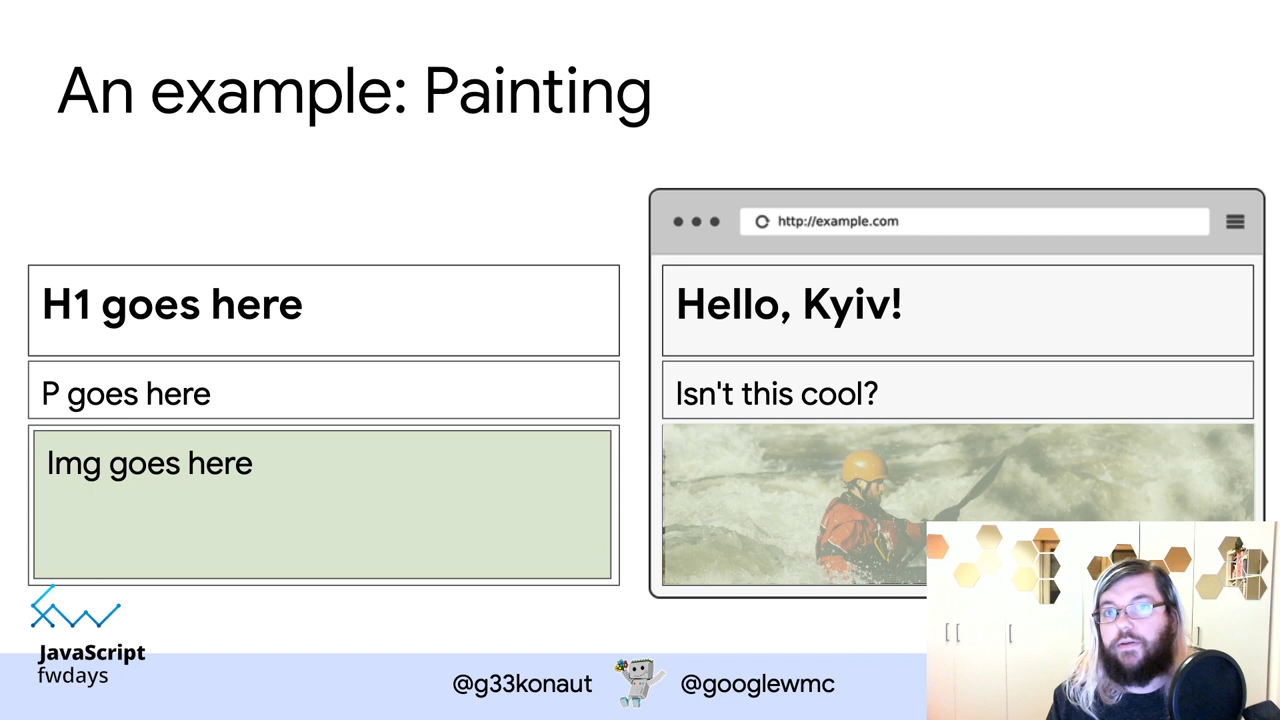 An example: Painting
H1 goes here
P goes here
Img goes here
http://example.com
Hello, Kyiv!
Isn't this cool?
JavaScript
fwdays
@g33konaut
@googlewmc